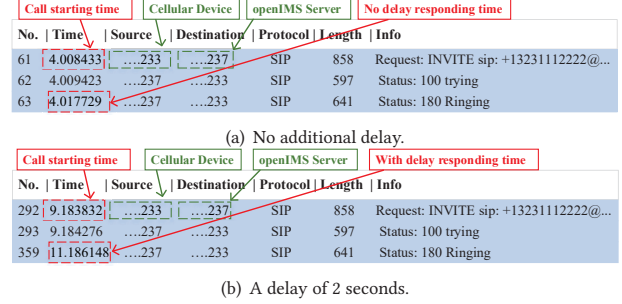 Call starting time Cellular Device openIMS Server No delay responding time
No. | Time | Source | Destination | Protocol | Length | Info
61 4.008433 ....233 ....237 SIP 858 Request: INVITE sip: +13231112222@...
62 4.009423 ....237 ....233 SIP 597 Status: 100 trying
63 4.017729 ....237 ....233 SIP 641 Status: 180 Ringing
(a) No additional delay.
Call starting time Cellular Device openIMS Server With delay responding time
No. | Time | Source | Destination | Protocol | Length | Info
292 9.183832 ....233 ....237 SIP 858 Request: INVITE sip: +13231112222@...
293 9.184276 ....237 ....233 SIP 597 Status: 100 trying
359 11.186148 ....237 ....233 SIP 641 Status: 180 Ringing
(b) A delay of 2 seconds.